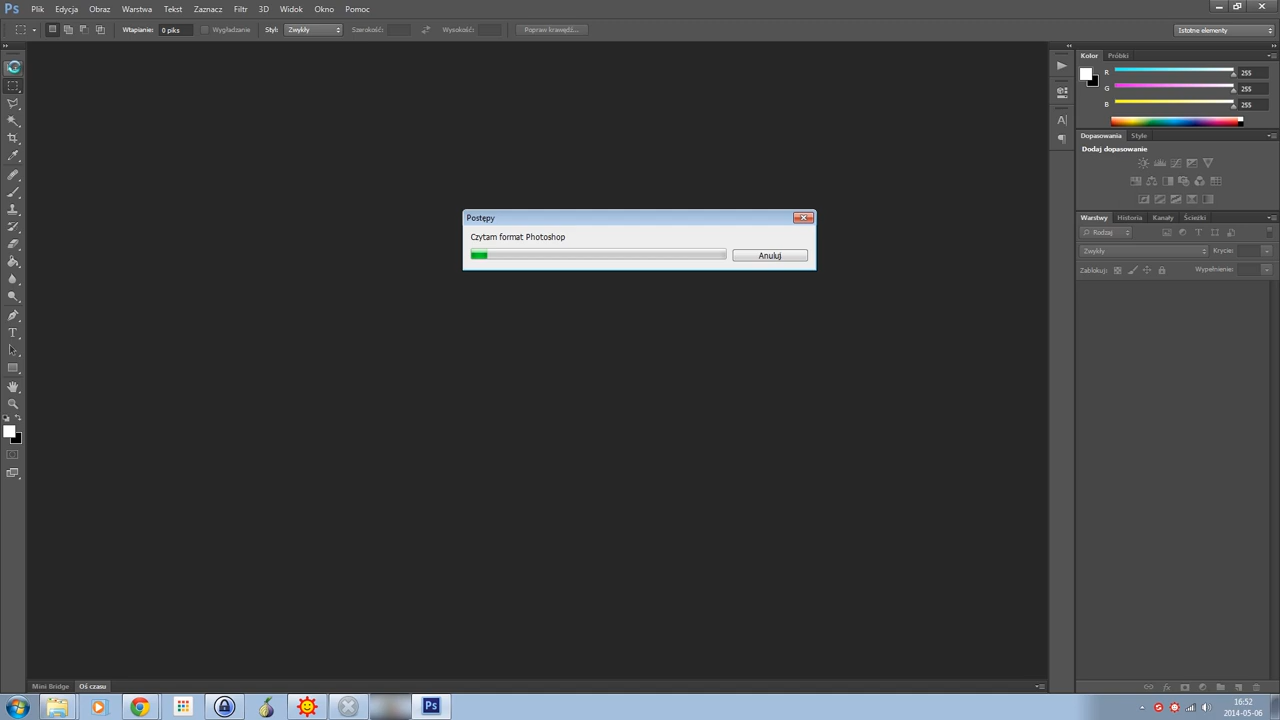 Ps Plik Edycja Obraz Warstwa Tekst Zaznacz Filtr 3D Widok Okno Pomoc
Wtapianie: 0 piks Wygładzanie Styl: Zwykły Szerokość: Wysokość: Popraw krawędź... Istotne elementy
Kolor Próbki
R 255
G 255
B 255
Dopasowania Style
Dodaj dopasowanie
Warstwy Historia Kanały Ścieżki
Rodzaj
Zwykły Krycie:
Zablokuj: Wypełnienie:
Postępy
Czytam format Photoshop
Anuluj
Mini Bridge Oś czasu
Ps
16:52
2014-05-06